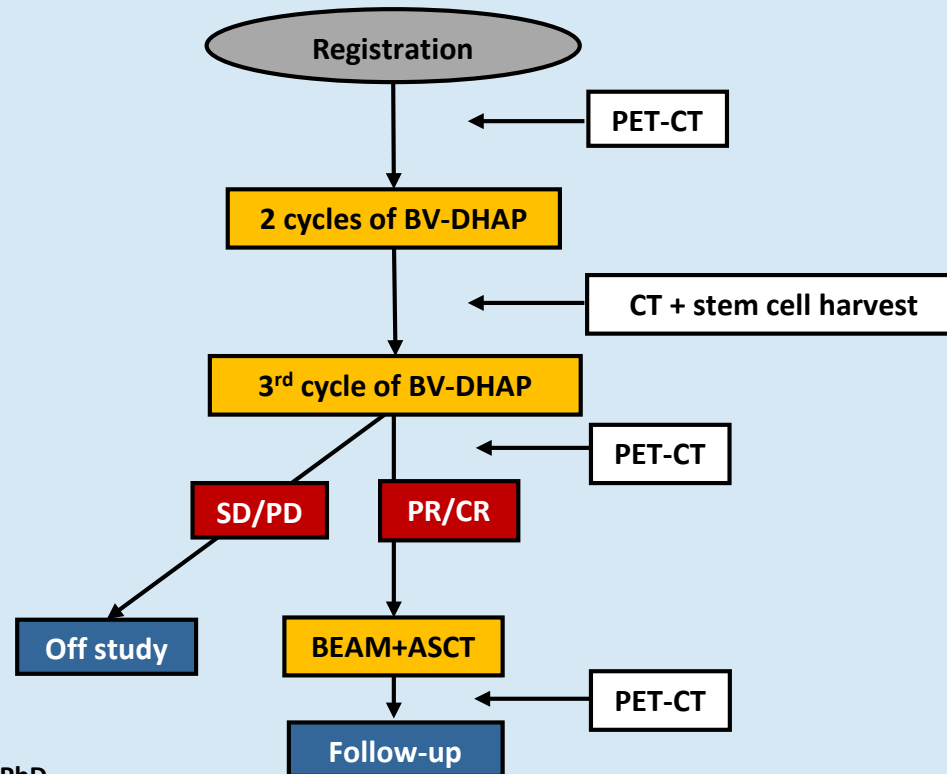 Registration
PET-CT
2 cycles of BV-DHAP
CT + stem cell harvest
3rd cycle of BV-DHAP
PET-CT
SD/PD
PR/CR
Off study
BEAM+ASCT
PET-CT
Follow-up
PhD